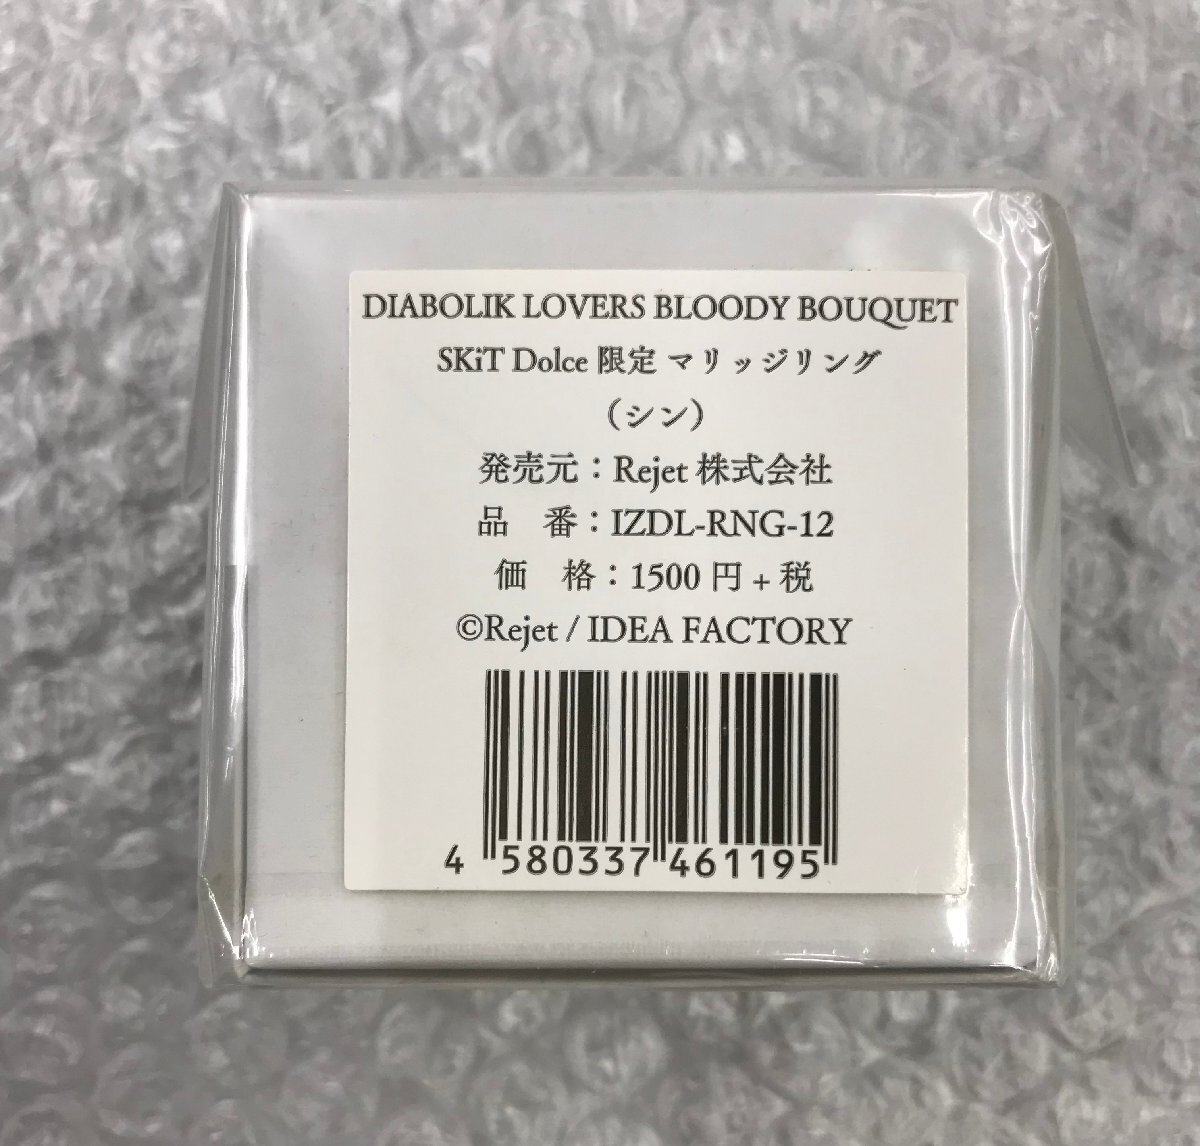 DIABOLIK LOVERS BLOODY BOUQUET
SKiT Dolce 限定 マリッジリング
（シン）
発売元：Rejet 株式会社
品　番：IZDL-RNG-12
価　格：1500 円 + 税
©Rejet / IDEA FACTORY
4 580337 461195